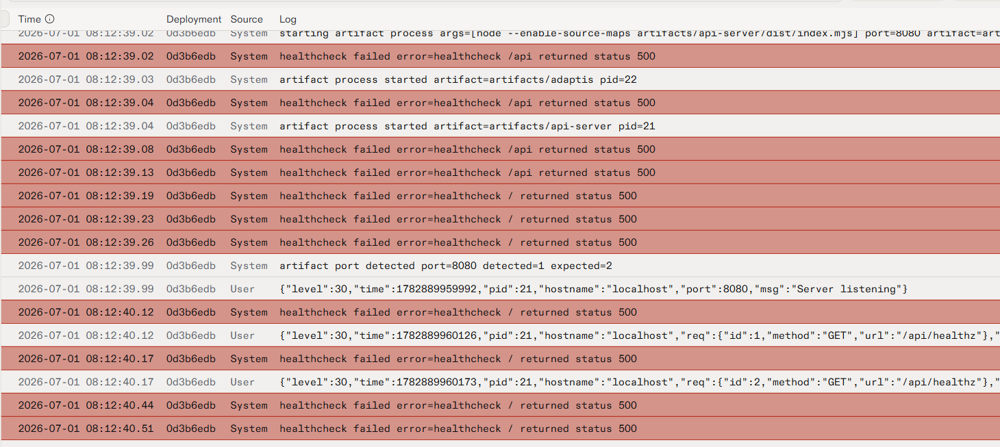 Time Deployment Source Log
2026-07-01 08:12:39.02 0d3b6edb System starting artifact process args=[node --enable-source-maps artifacts/api-server/dist/index.mjs] port=8080 artifact=art
2026-07-01 08:12:39.02 0d3b6edb System healthcheck failed error=healthcheck /api returned status 500
2026-07-01 08:12:39.03 0d3b6edb System artifact process started artifact=artifacts/adaptis pid=22
2026-07-01 08:12:39.04 0d3b6edb System healthcheck failed error=healthcheck /api returned status 500
2026-07-01 08:12:39.04 0d3b6edb System artifact process started artifact=artifacts/api-server pid=21
2026-07-01 08:12:39.08 0d3b6edb System healthcheck failed error=healthcheck /api returned status 500
2026-07-01 08:12:39.13 0d3b6edb System healthcheck failed error=healthcheck /api returned status 500
2026-07-01 08:12:39.19 0d3b6edb System healthcheck failed error=healthcheck / returned status 500
2026-07-01 08:12:39.23 0d3b6edb System healthcheck failed error=healthcheck / returned status 500
2026-07-01 08:12:39.26 0d3b6edb System healthcheck failed error=healthcheck / returned status 500
2026-07-01 08:12:39.99 0d3b6edb System artifact port detected port=8080 detected=1 expected=2
2026-07-01 08:12:39.99 0d3b6edb User {"level":30,"time":1782889959992,"pid":21,"hostname":"localhost","port":8080,"msg":"Server listening"}
2026-07-01 08:12:40.12 0d3b6edb System healthcheck failed error=healthcheck / returned status 500
2026-07-01 08:12:40.12 0d3b6edb User {"level":30,"time":1782889960126,"pid":21,"hostname":"localhost","req":{"id":1,"method":"GET","url":"/api/healthz"},"
2026-07-01 08:12:40.17 0d3b6edb System healthcheck failed error=healthcheck / returned status 500
2026-07-01 08:12:40.17 0d3b6edb User {"level":30,"time":1782889960173,"pid":21,"hostname":"localhost","req":{"id":2,"method":"GET","url":"/api/healthz"},"
2026-07-01 08:12:40.44 0d3b6edb System healthcheck failed error=healthcheck / returned status 500
2026-07-01 08:12:40.51 0d3b6edb System healthcheck failed error=healthcheck / returned status 500